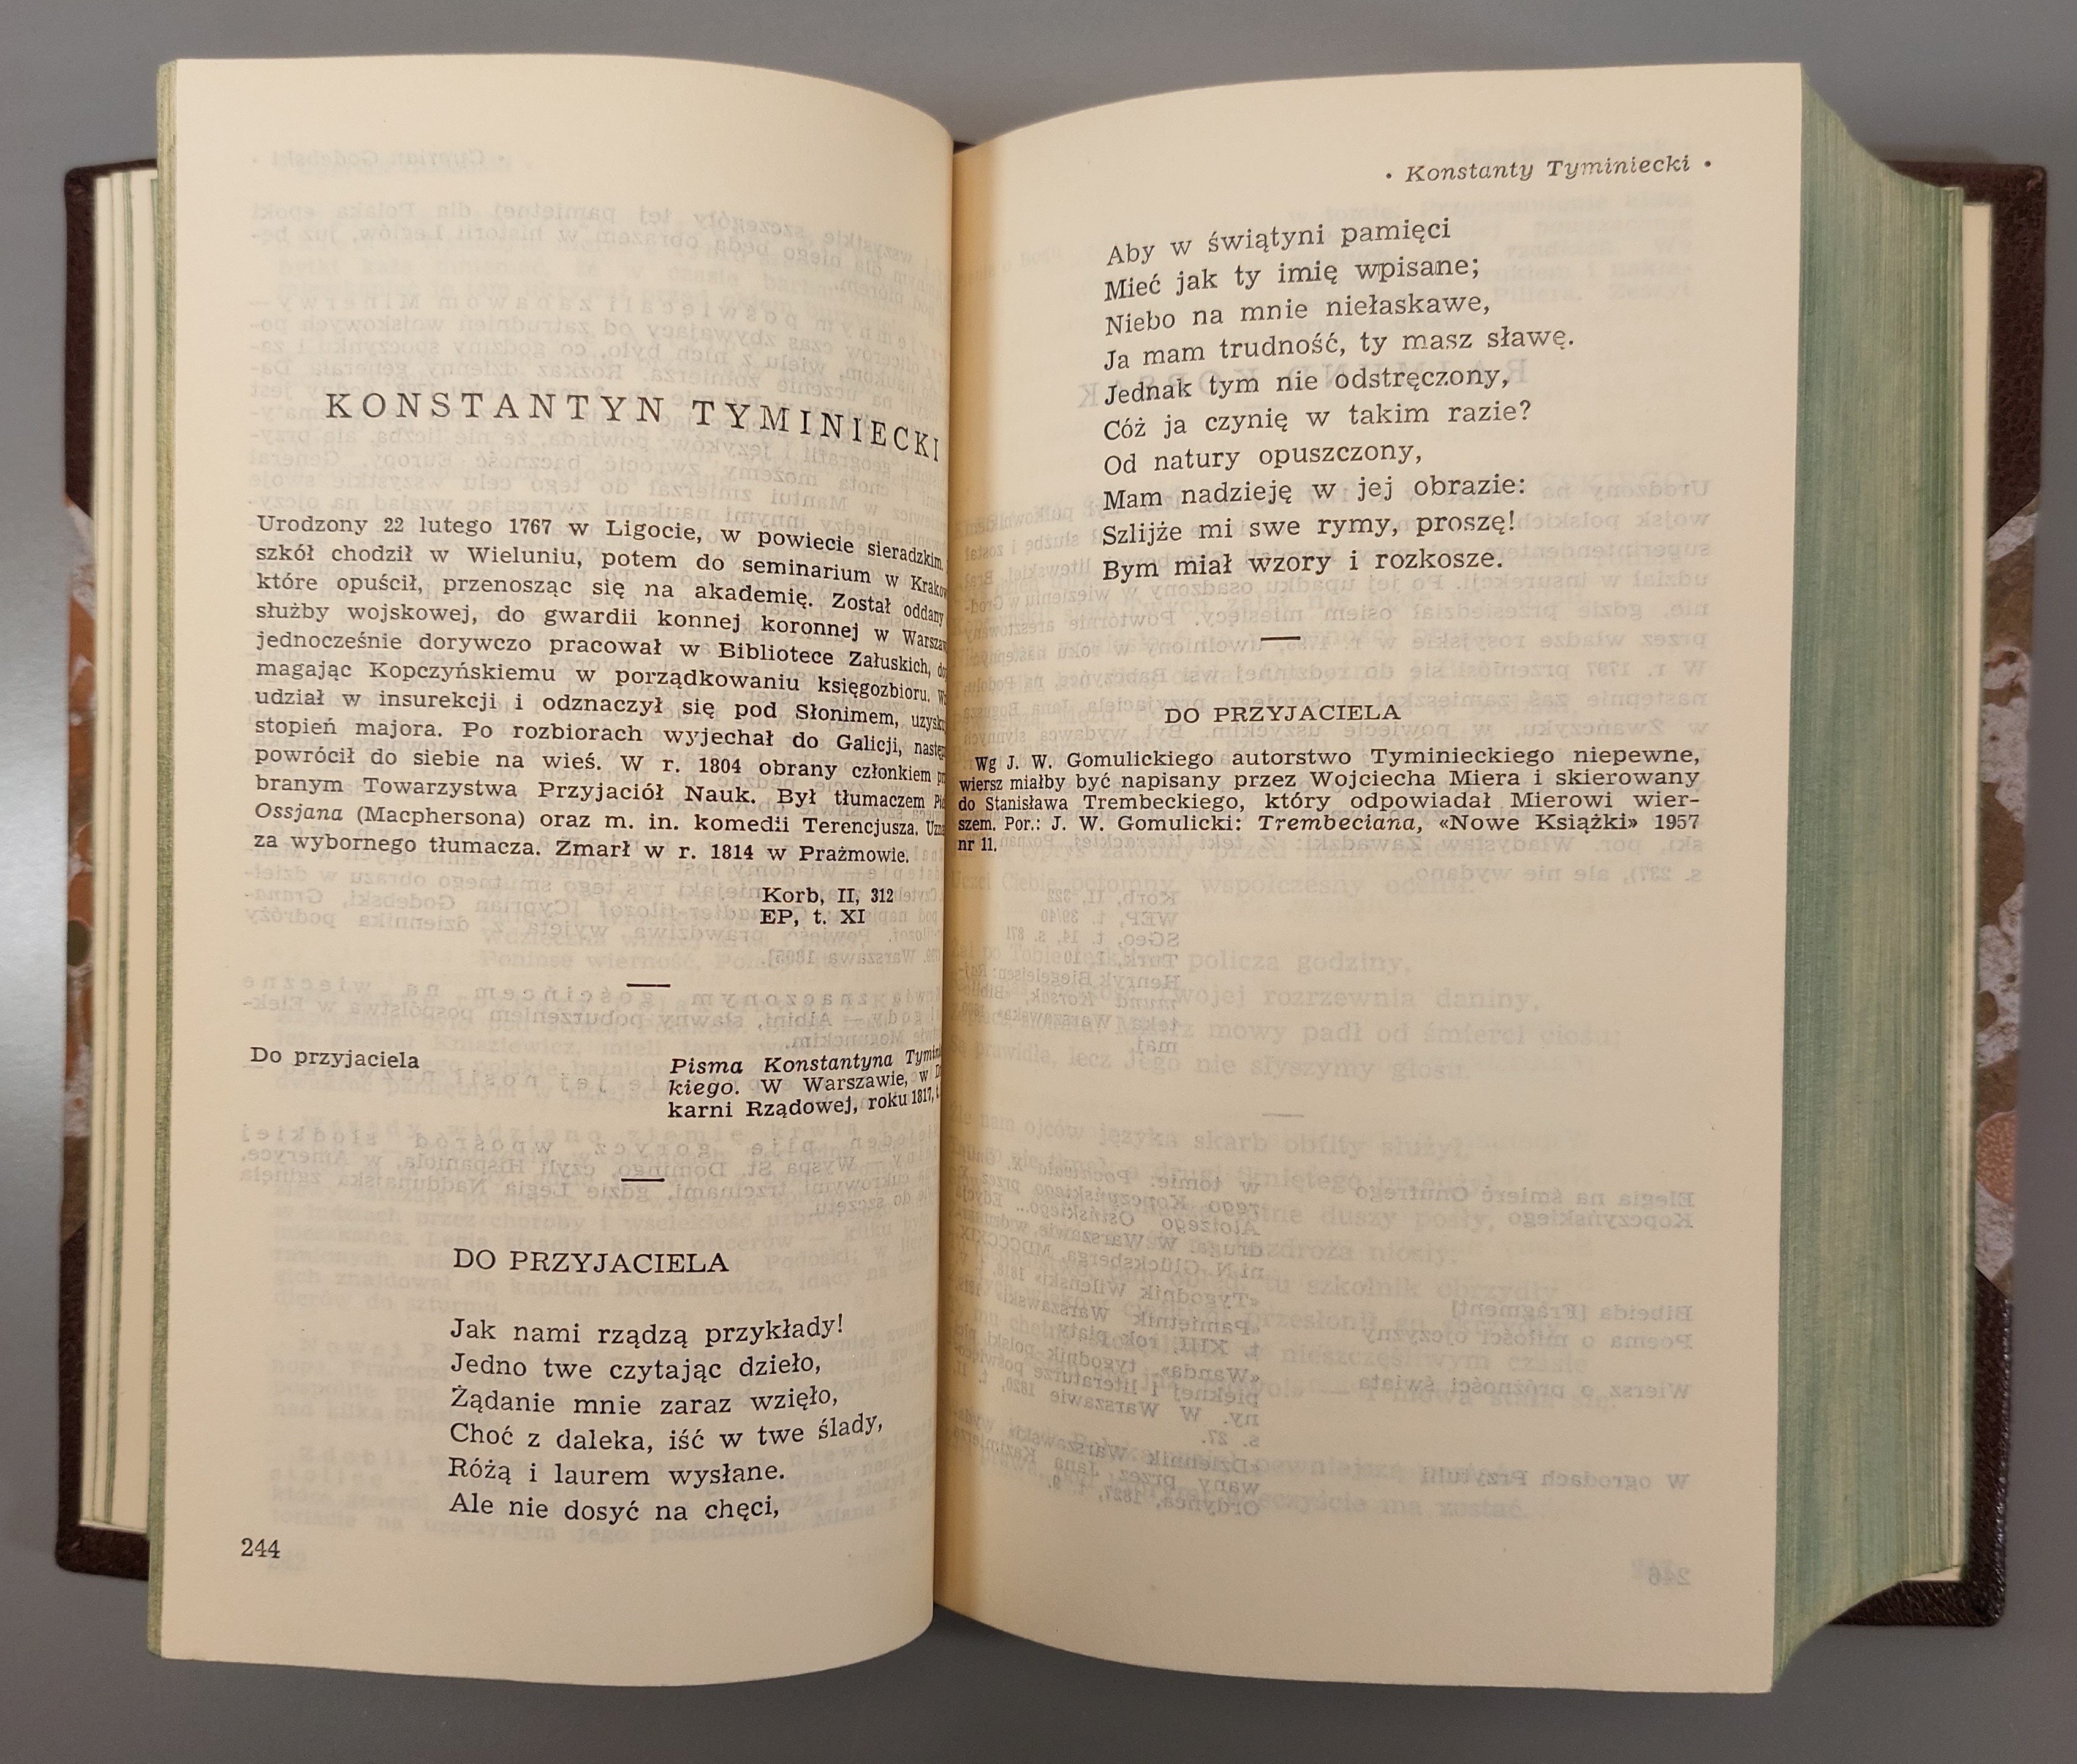 KONSTANTYN TYMINIECKI
Urodzony 22 lutego 1767 w Ligocie, w powiecie sieradzkim.
szkół chodził w Wieluniu, potem do seminarium w
które opuścił, przenosząc się na akademię. Został oddany
służby wojskowej, do gwardii konnej koronnej w
jednocześnie dorywczo pracował w Bibliotece Załuskich,
magając Kopczyńskiemu w porządkowaniu księgozbioru.
udział w insurekcji i odznaczył się pod Słonimem,
stopień majora. Po rozbiorach wyjechał do Galicji,
powrócił do siebie na wieś. W r. 1804 obrany członkiem
branym Towarzystwa Przyjaciół Nauk. Był tłumaczem
Ossjana (Macphersona) oraz m. in. komedii Terencjusza.
za wybornego tłumacza. Zmarł w r. 1814 w Prażmowie.
Korb, II, 312
EP, t. XI
Do przyjaciela
Pisma Konstantyna
kiego. W Warszawie, w
karni Rządowej, roku 1817,
DO PRZYJACIELA
Jak nami rządzą przykłady!
Jedno twe czytając dzieło,
Żądanie mnie zaraz wzięło,
Choć z daleka, iść w twe ślady,
Różą i laurem wysłane.
Ale nie dosyć na chęci,
244
• Konstanty Tyminiecki •
Aby w świątyni pamięci
Mieć jak ty imię wpisane;
Niebo na mnie niełaskawe,
Ja mam trudność, ty masz sławę.
Jednak tym nie odstręczony,
Cóż ja czynię w takim razie?
Od natury opuszczony,
Mam nadzieję w jej obrazie:
Szlijże mi swe rymy, proszę!
Bym miał wzory i rozkosze.
DO PRZYJACIELA
Wg J. W. Gomulickiego autorstwo Tyminieckiego niepewne,
wiersz miałby być napisany przez Wojciecha Miera i skierowany
do Stanisława Trembeckiego, który odpowiadał Mierowi wier-
szem. Por.: J. W. Gomulicki: Trembeciana, «Nowe Książki» 1957
nr 11.